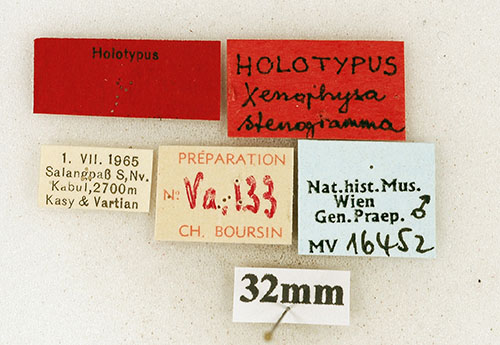 Holotypus
HOLOTYPUS
Xenophysa
stenogramma
1. VII. 1965
Salangpaß S, Nv.
Kabul, 2700m
Kasy & Vartian
PRÉPARATION
No Va. 133
CH. BOURSIN
Nat. hist. Mus.
Wien
Gen. Praep. ♂
MV 16452
32mm